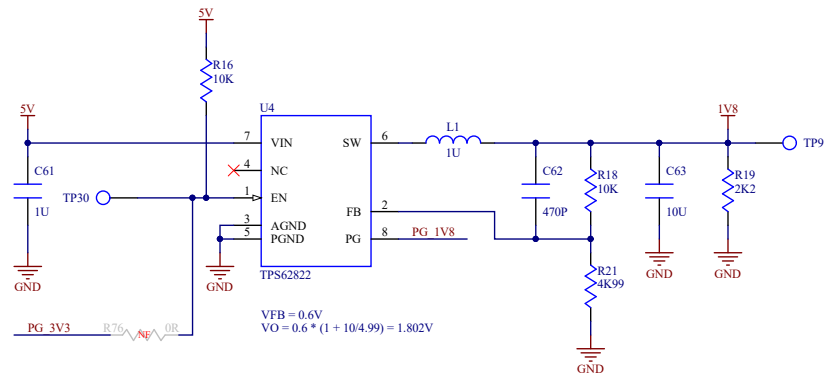 5V
R16
10K
U4
5V
L1
1V8
7
VIN
SW
6
1U
TP9
C61
4
NC
C62
R18
C63
R19
TP30
1
EN
10K
2K2
1U
FB
2
470P
10U
3
AGND
5
PGND
PG
8
PG_1V8
GND
GND
TPS62822
R21
4K99
GND
GND
VFB = 0.6V
PG_3V3
R76
NF
0R
VO = 0.6 * (1 + 10/4.99) = 1.802V
GND